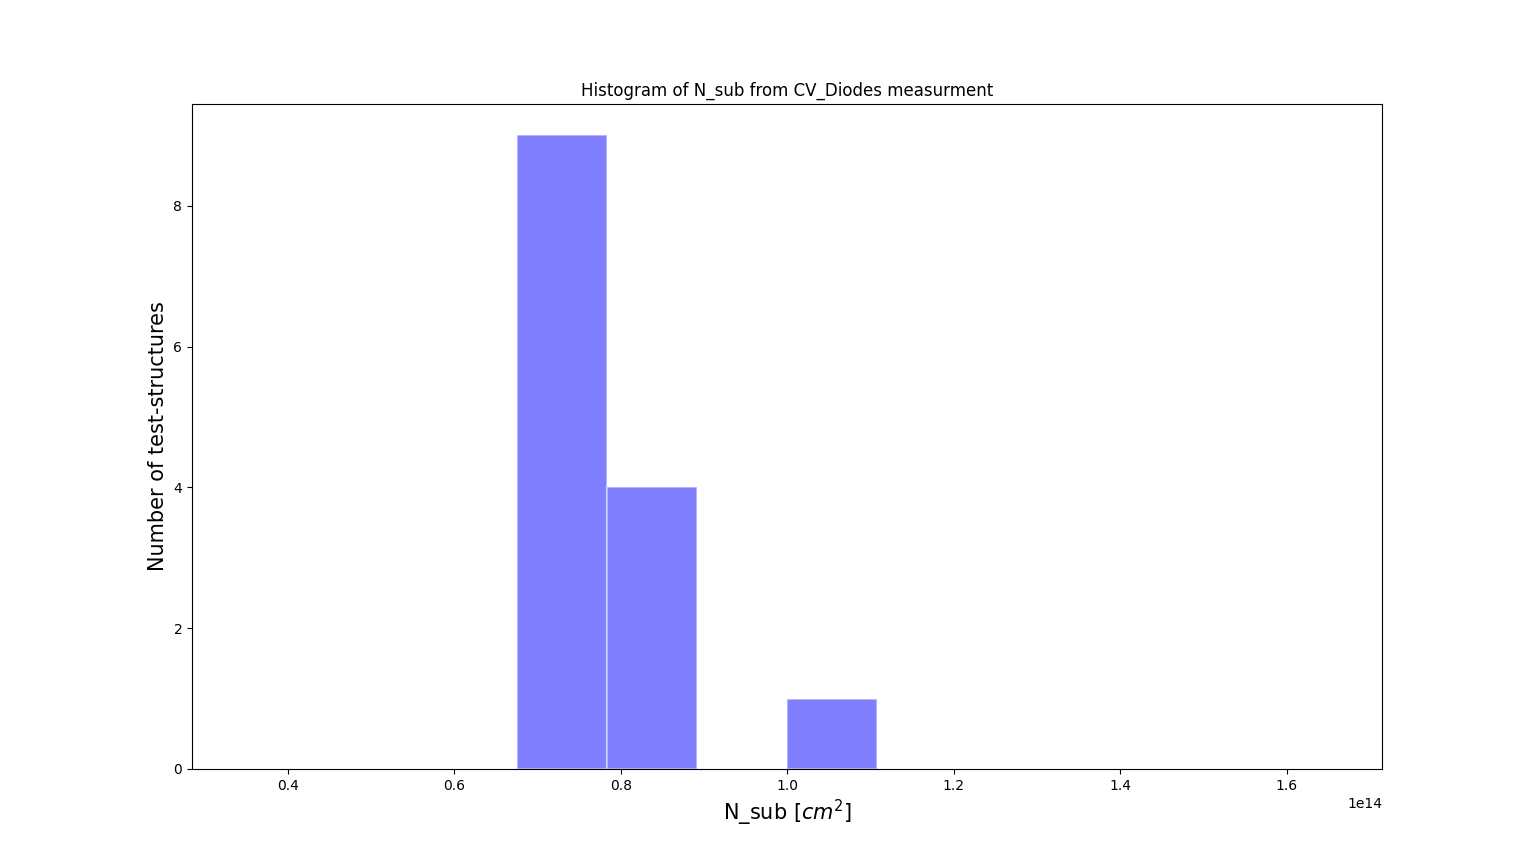 Histogram of N_sub from CV_Diodes measurment
Number of test-structures
8
6
4
2
0
0.4 0.6 0.8 1.0 1.2 1.4 1.6
1e14
N_sub [cm²]